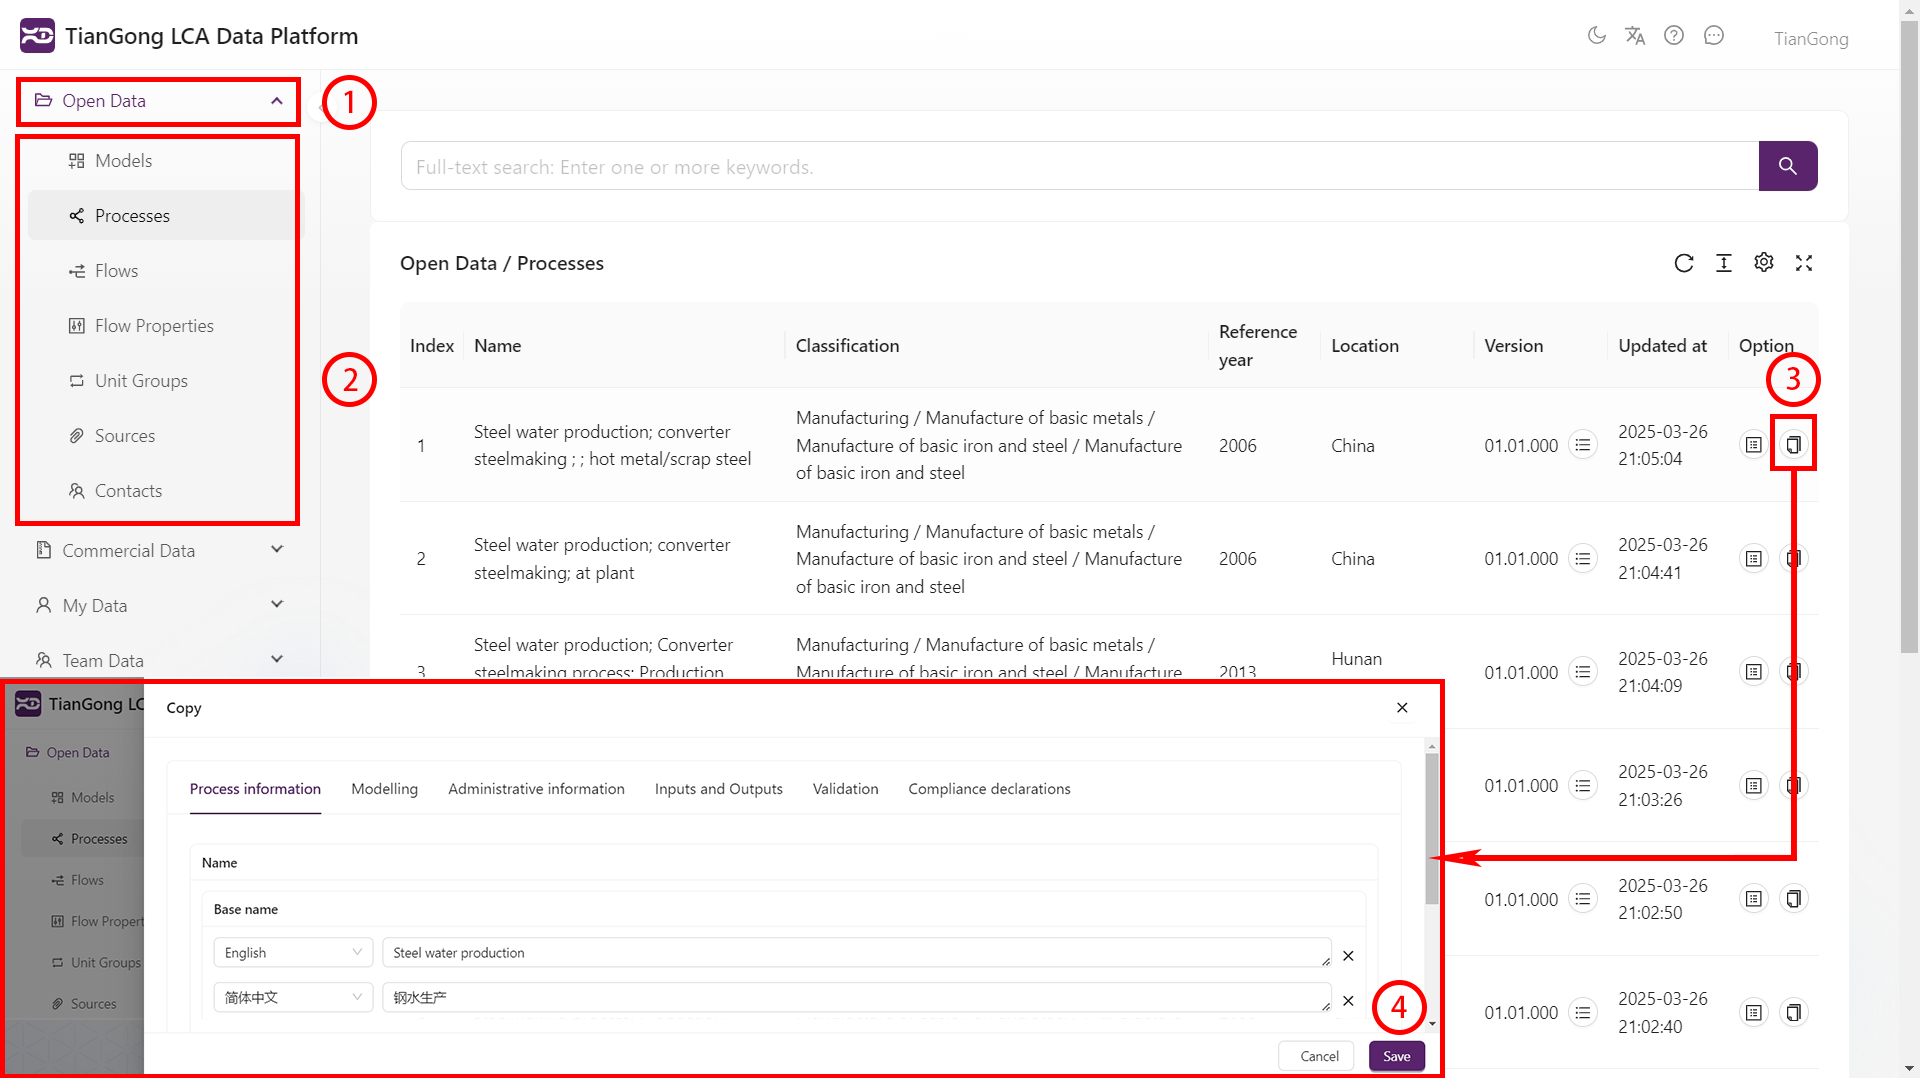 TianGong LCA Data Platform
TianGong
Open Data
1
Models
Processes
Flows
Flow Properties
Unit Groups
Sources
Contacts
2
Commercial Data
My Data
Team Data
Full-text search: Enter one or more keywords.
Open Data / Processes
Index Name Classification Reference year Location Version Updated at Option
3
1 Steel water production; converter steelmaking ; ; hot metal/scrap steel
Manufacturing / Manufacture of basic metals /
Manufacture of basic iron and steel / Manufacture
of basic iron and steel
2006 China 01.01.000 2025-03-26
21:05:04
2 Steel water production; converter steelmaking; at plant
Manufacturing / Manufacture of basic metals /
Manufacture of basic iron and steel / Manufacture
of basic iron and steel
2006 China 01.01.000 2025-03-26
21:04:41
3 Steel water production; Converter steelmaking process; Production
Manufacturing / Manufacture of basic metals /
Manufacture of basic iron and steel / Manufacture
2013 Hunan 01.01.000 2025-03-26
21:04:09
01.01.000 2025-03-26
21:03:26
01.01.000 2025-03-26
21:02:50
01.01.000 2025-03-26
21:02:40
TianGong LC
Open Data
Models
Processes
Flows
Flow Propert
Unit Groups
Sources
Copy
Process information Modelling Administrative information Inputs and Outputs Validation Compliance declarations
Name
Base name
English Steel water production
简体中文 钢水生产
4
Cancel Save